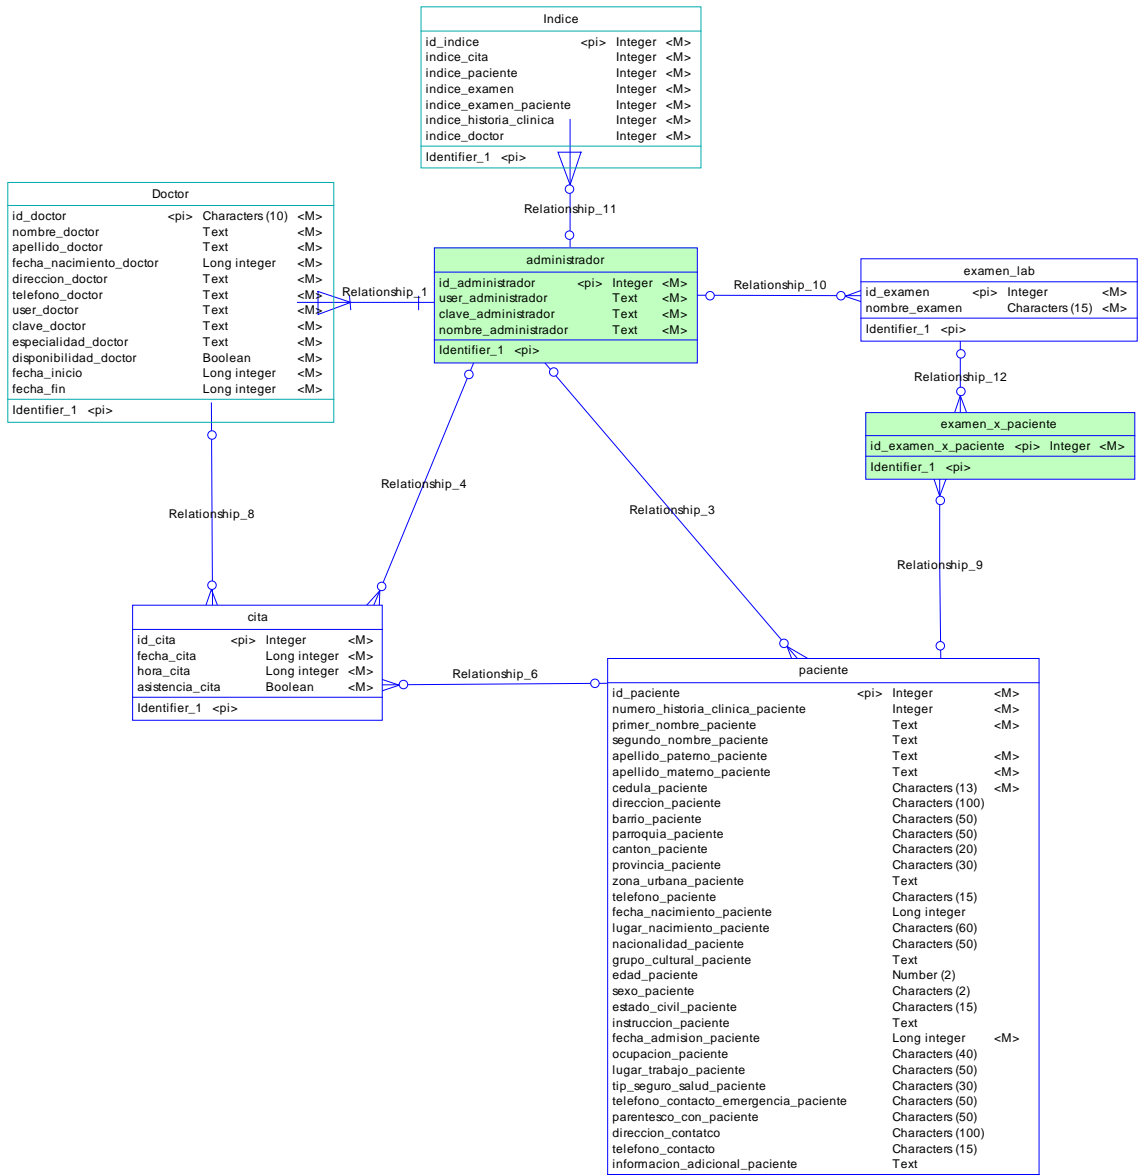 Indice
id_indice <pi> Integer <M>
indice_cita Integer <M>
indice_paciente Integer <M>
indice_examen Integer <M>
indice_examen_paciente Integer <M>
indice_historia_clinica Integer <M>
indice_doctor Integer <M>
Identifier_1 <pi>
Relationship_11
Doctor
id_doctor <pi> Characters (10) <M>
nombre_doctor Text <M>
apellido_doctor Text <M>
fecha_nacimiento_doctor Long integer <M>
direccion_doctor Text <M>
telefono_doctor Text <M>
user_doctor Text <M>
clave_doctor Text <M>
especialidad_doctor Text <M>
disponibilidad_doctor Boolean <M>
fecha_inicio Long integer <M>
fecha_fin Long integer <M>
Identifier_1 <pi>
Relationship_1
administrador
id_administrador <pi> Integer <M>
user_administrador Text <M>
clave_administrador Text <M>
nombre_administrador Text <M>
Identifier_1 <pi>
Relationship_10
examen_lab
id_examen <pi> Integer <M>
nombre_examen Characters (15) <M>
Identifier_1 <pi>
Relationship_12
examen_x_paciente
id_examen_x_paciente <pi> Integer <M>
Identifier_1 <pi>
Relationship_4
Relationship_3
Relationship_8
Relationship_9
cita
id_cita <pi> Integer <M>
fecha_cita Long integer <M>
hora_cita Long integer <M>
asistencia_cita Boolean <M>
Identifier_1 <pi>
Relationship_6
paciente
id_paciente <pi> Integer <M>
numero_historia_clinica_paciente Integer <M>
primer_nombre_paciente Text <M>
segundo_nombre_paciente Text
apellido_paterno_paciente Text <M>
apellido_materno_paciente Text <M>
cedula_paciente Characters (13) <M>
direccion_paciente Characters (100)
barrio_paciente Characters (50)
parroquia_paciente Characters (50)
canton_paciente Characters (20)
provincia_paciente Characters (30)
zona_urbana_paciente Text
telefono_paciente Characters (15)
fecha_nacimiento_paciente Long integer
lugar_nacimiento_paciente Characters (60)
nacionalidad_paciente Characters (50)
grupo_cultural_paciente Text
edad_paciente Number (2)
sexo_paciente Characters (2)
estado_civil_paciente Characters (15)
instruccion_paciente Text
fecha_admision_paciente Long integer <M>
ocupacion_paciente Characters (40)
lugar_trabajo_paciente Characters (50)
tip_seguro_salud_paciente Characters (30)
telefono_contacto_emergencia_paciente Characters (50)
parentesco_con_paciente Characters (50)
direccion_contatco Characters (100)
telefono_contacto Characters (15)
informacion_adicional_paciente Text